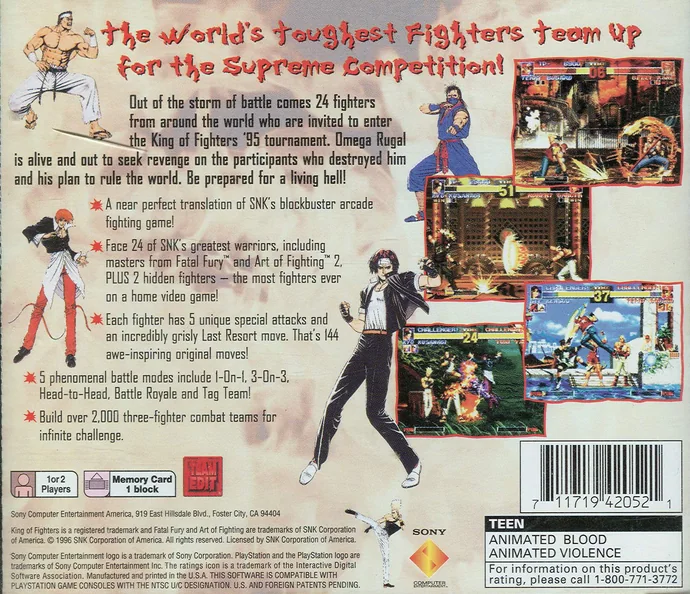 The World's Toughest Fighters Team Up
for the Supreme Competition!
Out of the storm of battle comes 24 fighters
from around the world who are invited to enter
the King of Fighters '95 tournament. Omega Rugal
is alive and out to seek revenge on the participants who destroyed him
and his plan to rule the world. Be prepared for a living hell!
A near perfect translation of SNK's blockbuster arcade
fighting game!
Face 24 of SNK's greatest warriors, including
masters from Fatal Fury™ and Art of Fighting™ 2,
PLUS 2 hidden fighters – the most fighters ever
on a home video game!
Each fighter has 5 unique special attacks and
an incredibly grisly Last Resort move. That's 144
awe-inspiring original moves!
5 phenomenal battle modes include 1-On-1, 3-On-3,
Head-to-Head, Battle Royale and Tag Team!
Build over 2,000 three-fighter combat teams for
infinite challenge.
06
51
37
CHALLENGER!
24
1or 2
Players
Memory Card
1 block
TEAM
EDIT
Sony Computer Entertainment America, 919 East Hillsdale Blvd., Foster City, CA 94404
King of Fighters is a registered trademark and Fatal Fury and Art of Fighting are trademarks of SNK Corporation
of America. © 1996 SNK Corporation of America. All rights reserved. Licensed by SNK Corporation of America.
Sony Computer Entertainment logo is a trademark of Sony Corporation. PlayStation and the PlayStation logo are
trademarks of Sony Computer Entertainment Inc. The ratings icon is a trademark of the Interactive Digital
Software Association. Manufactured and printed in the U.S.A. THIS SOFTWARE IS COMPATIBLE WITH
PLAYSTATION GAME CONSOLES WITH THE NTSC U/C DESIGNATION. U.S. AND FOREIGN PATENTS PENDING.
SONY
COMPUTER
ENTERTAINMENT
7 11719 42052 1
TEEN
ANIMATED BLOOD
ANIMATED VIOLENCE
For information on this product's
rating, please call 1-800-771-3772